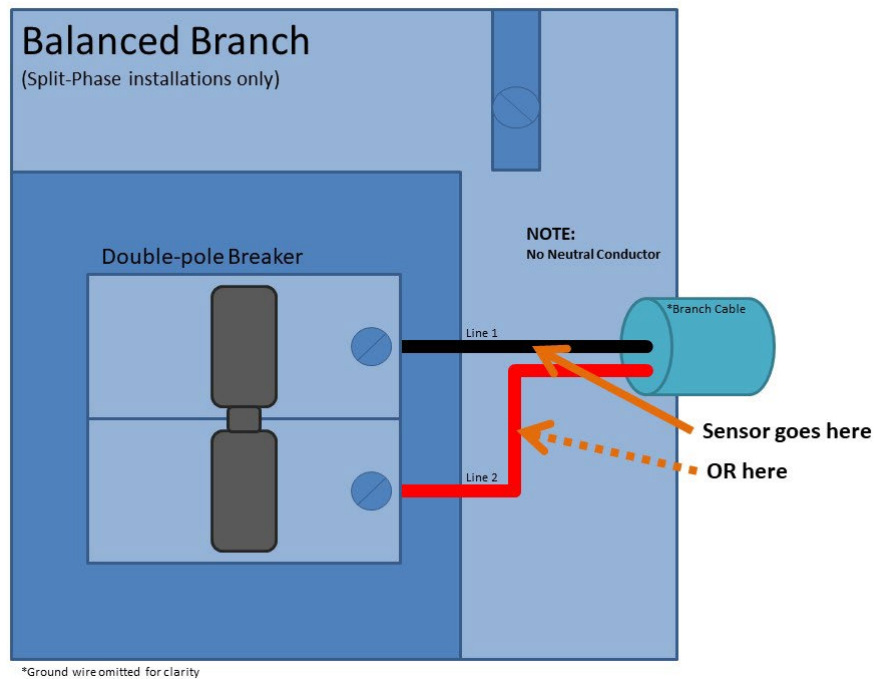 Balanced Branch
(Split-Phase installations only)
NOTE:
No Neutral Conductor
Double-pole Breaker
*Branch Cable
Line 1
Sensor goes here
OR here
Line 2
*Ground wire omitted for clarity